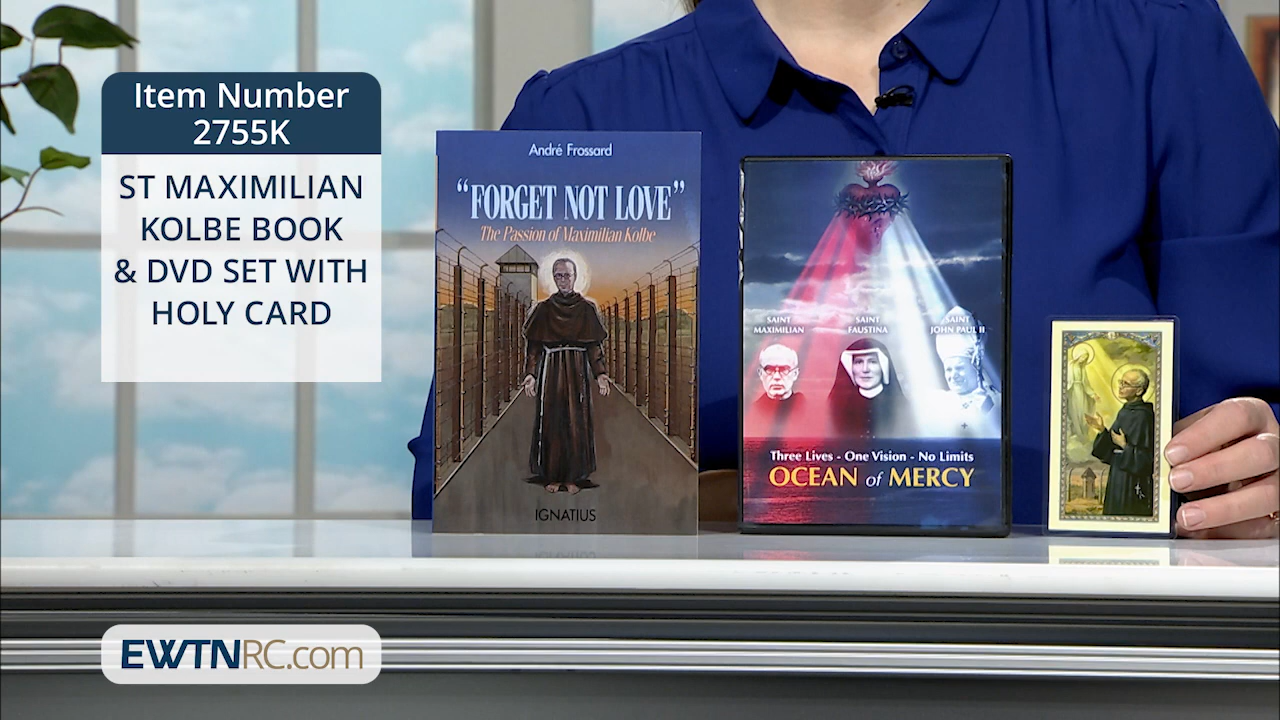 Item Number
2755K
ST MAXIMILIAN
KOLBE BOOK
& DVD SET WITH
HOLY CARD
André Frossard
“FORGET NOT LOVE”
The Passion of Maximilian Kolbe
IGNATIUS
SAINT
MAXIMILIAN
SAINT
FAUSTINA
SAINT
JOHN PAUL II
Three Lives - One Vision - No Limits
OCEAN of MERCY
EWTNRC.com